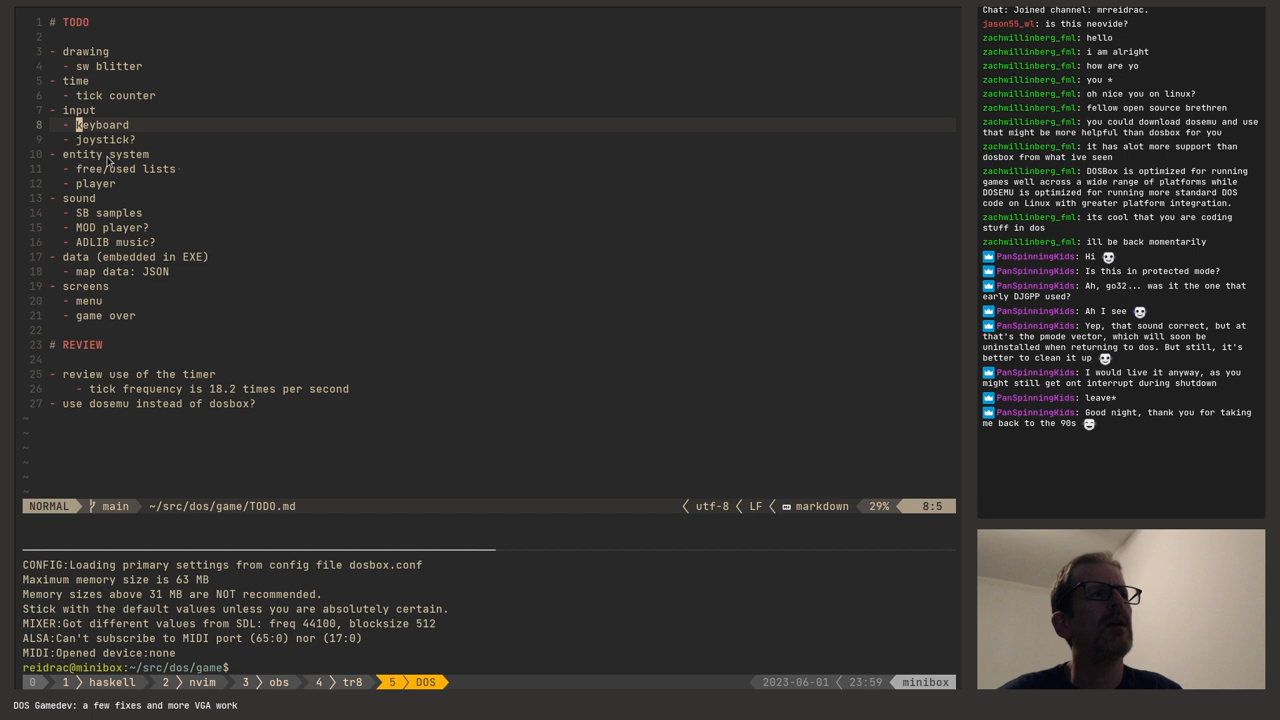 1 # TODO
2
3 - drawing
4 - sw blitter
5 - time
6 - tick counter
7 - input
8 - keyboard
9 - joystick?
10 - entity system
11 - free/used lists
12 - player
13 - sound
14 - SB samples
15 - MOD player?
16 - ADLIB music?
17 - data (embedded in EXE)
18 - map data: JSON
19 - screens
20 - menu
21 - game over
22
23 # REVIEW
24
25 - review use of the timer
26 - tick frequency is 18.2 times per second
27 - use dosemu instead of dosbox?
~
~
~
~
~
~
NORMAL main ~/src/dos/game/TODO.md utf-8 LF markdown 29% 8:5
CONFIG:Loading primary settings from config file dosbox.conf
Maximum memory size is 63 MB
Memory sizes above 31 MB are NOT recommended.
Stick with the default values unless you are absolutely certain.
MIXER:Got different values from SDL: freq 44100, blocksize 512
ALSA:Can't subscribe to MIDI port (65:0) nor (17:0)
MIDI:Opened device:none
reidrac@minibox:~/src/dos/game$
0 1 haskell 2 nvim 3 obs 4 tr8 5 DOS 2023-06-01 23:59 minibox
DOS Gamedev: a few fixes and more VGA work
Chat: Joined channel: mrreidrac.
jason55_wl: is this neovide?
zachwillinberg_fml: hello
zachwillinberg_fml: i am alright
zachwillinberg_fml: how are yo
zachwillinberg_fml: you *
zachwillinberg_fml: oh nice you on linux?
zachwillinberg_fml: fellow open source brethren
zachwillinberg_fml: you could download dosemu and use
that might be more helpful than dosbox for you
zachwillinberg_fml: it has alot more support than
dosbox from what ive seen
zachwillinberg_fml: DOSBox is optimized for running
games well across a wide range of platforms while
DOSEMU is optimized for running more standard DOS
code on Linux with greater platform integration.
zachwillinberg_fml: its cool that you are coding
stuff in dos
zachwillinberg_fml: ill be back momentarily
PanSpinningKids: Hi
PanSpinningKids: Is this in protected mode?
PanSpinningKids: Ah, go32... was it the one that
early DJGPP used?
PanSpinningKids: Ah I see
PanSpinningKids: Yep, that sound correct, but at
that's the pmode vector, which will soon be
uninstalled when returning to dos. But still, it's
better to clean it up
PanSpinningKids: I would live it anyway, as you
might still get ont interrupt during shutdown
PanSpinningKids: leave*
PanSpinningKids: Good night, thank you for taking
me back to the 90s